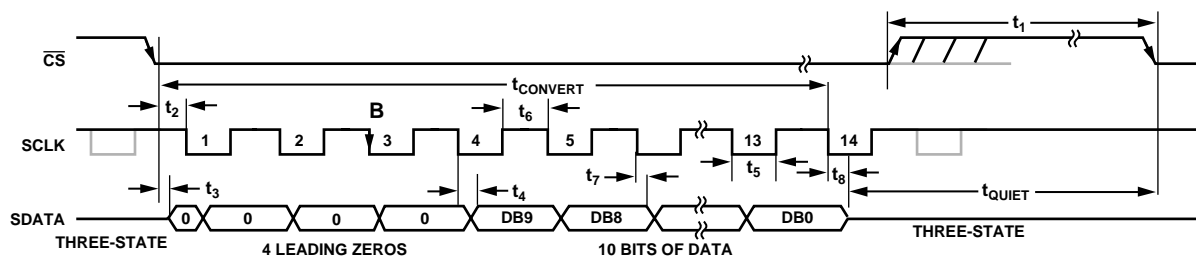 t1
CS
tCONVERT
t2
B
t6
SCLK
1
2
3
4
5
13
14
t3
t4
t7
t5
t8
tQUIET
SDATA
0
0
0
0
DB9
DB8
DB0
THREE-STATE
4 LEADING ZEROS
10 BITS OF DATA
THREE-STATE